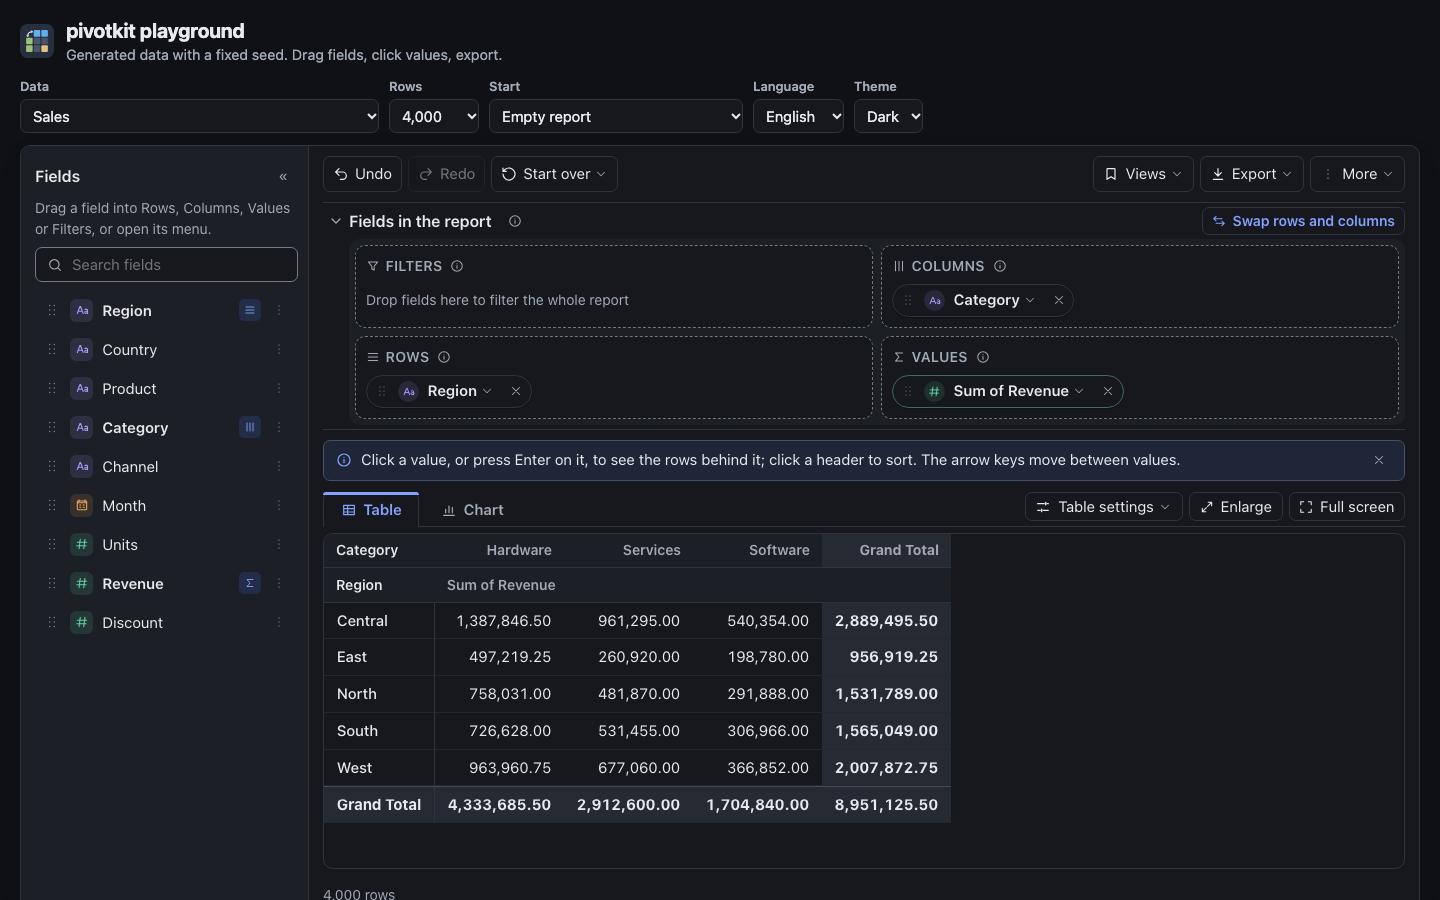 pivotkit playground
Generated data with a fixed seed. Drag fields, click values, export.
Data Rows Start Language Theme
Sales 4,000 Empty report English Dark
Fields «
Drag a field into Rows, Columns, Values
or Filters, or open its menu.
Search fields
Aa Region
Aa Country
Aa Product
Aa Category
Aa Channel
Month
# Units
# Revenue Σ
# Discount
Undo Redo Start over Views Export More
Fields in the report Swap rows and columns
FILTERS
Drop fields here to filter the whole report
COLUMNS
Aa Category ×
ROWS
Aa Region ×
Σ VALUES
# Sum of Revenue ×
Click a value, or press Enter on it, to see the rows behind it; click a header to sort. The arrow keys move between values. ×
Table Chart Table settings Enlarge Full screen
Category Hardware Services Software Grand Total
Region Sum of Revenue
Central 1,387,846.50 961,295.00 540,354.00 2,889,495.50
East 497,219.25 260,920.00 198,780.00 956,919.25
North 758,031.00 481,870.00 291,888.00 1,531,789.00
South 726,628.00 531,455.00 306,966.00 1,565,049.00
West 963,960.75 677,060.00 366,852.00 2,007,872.75
Grand Total 4,333,685.50 2,912,600.00 1,704,840.00 8,951,125.50
4,000 rows